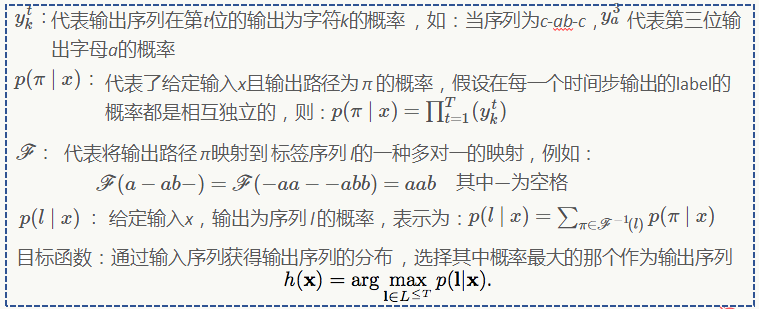 $y_k^t$：代表输出序列在第t位的输出为字符k的概率，如：当序列为c-ab-c，$y_a^3$ 代表第三位输
出字母a的概率
$p(\pi \mid x)$：代表了给定输入x且输出路径为 π 的概率，假设在每一个时间步输出的label的
概率都是相互独立的，则：$p(\pi \mid x) = \prod_{t=1}^{T}(y_k^t)$
$\mathscr{F}$： 代表将输出路径 π映射到 标签序列 l的一种多对一的映射，例如：
$\mathscr{F}(a - ab-) = \mathscr{F}(-aa - -abb) = aab$ 其中—为空格
$p(l \mid x)$ ： 给定输入x，输出为序列 l 的概率，表示为：$p(l \mid x) = \sum_{\pi \in \mathscr{F}^{-1}(l)} p(\pi \mid x)$
目标函数：通过输入序列获得输出序列的分布，选择其中概率最大的那个作为输出序列
$h(\mathbf{x}) = \arg \max_{\mathbf{l} \in L^{\leq T}} p(\mathbf{l}|\mathbf{x}).$